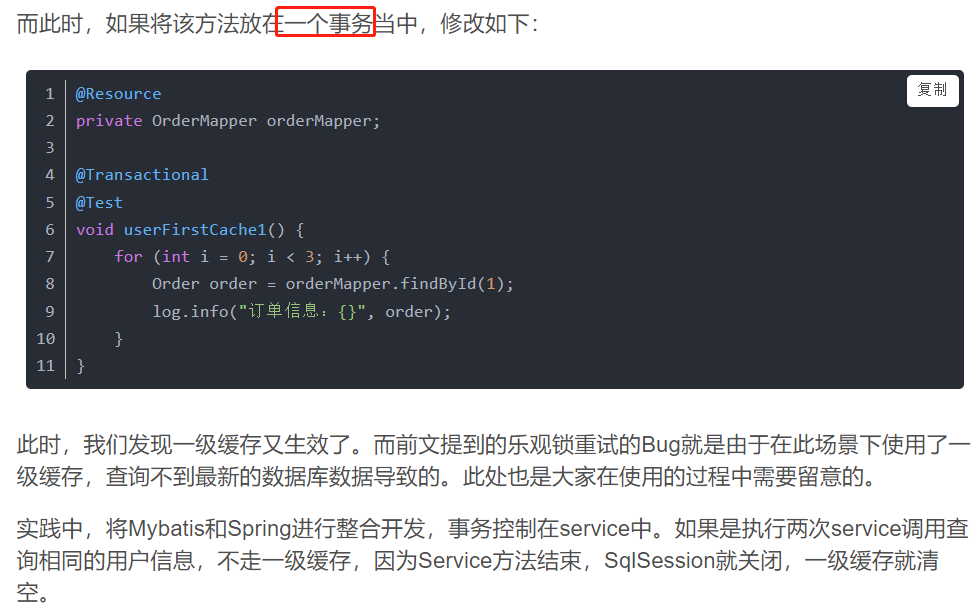 而此时，如果将该方法放在一个事务当中，修改如下：
复制
1 @Resource
2 private OrderMapper orderMapper;
3
4 @Transactional
5 @Test
6 void userFirstCache1() {
7     for (int i = 0; i < 3; i++) {
8         Order order = orderMapper.findById(1);
9         log.info("订单信息：{}", order);
10     }
11 }
此时，我们发现一级缓存又生效了。而前文提到的乐观锁重试的Bug就是由于在此场景下使用了一
级缓存，查询不到最新的数据库数据导致的。此处也是大家在使用的过程中需要留意的。
实践中，将Mybatis和Spring进行整合开发，事务控制在service中。如果是执行两次service调用查
询相同的用户信息，不走一级缓存，因为Service方法结束，SqlSession就关闭，一级缓存就清
空。